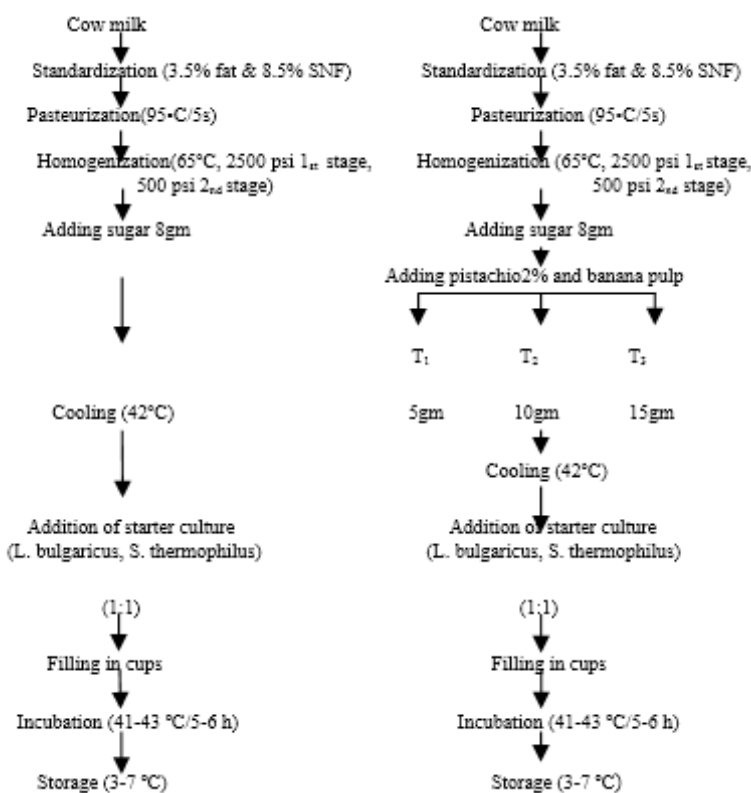 Cow milk
Standardization (3.5% fat & 8.5% SNF)
Pasteurization(95•C/5s)
Homogenization(65°C, 2500 psi 1st stage,
500 psi 2nd stage)
Adding sugar 8gm
Cooling (42°C)
Addition of starter culture
(L. bulgaricus, S. thermophilus)
(1:1)
Filling in cups
Incubation (41-43 °C/5-6 h)
Storage (3-7 °C)
Cow milk
Standardization (3.5% fat & 8.5% SNF)
Pasteurization (95•C/5s)
Homogenization (65°C, 2500 psi 1st stage,
500 psi 2nd stage)
Adding sugar 8gm
Adding pistachio2% and banana pulp
T1 T2 T3
5gm 10gm 15gm
Cooling (42°C)
Addition of starter culture
(L. bulgaricus, S. thermophilus)
(1:1)
Filling in cups
Incubation (41-43 °C/5-6 h)
Storage (3-7 °C)